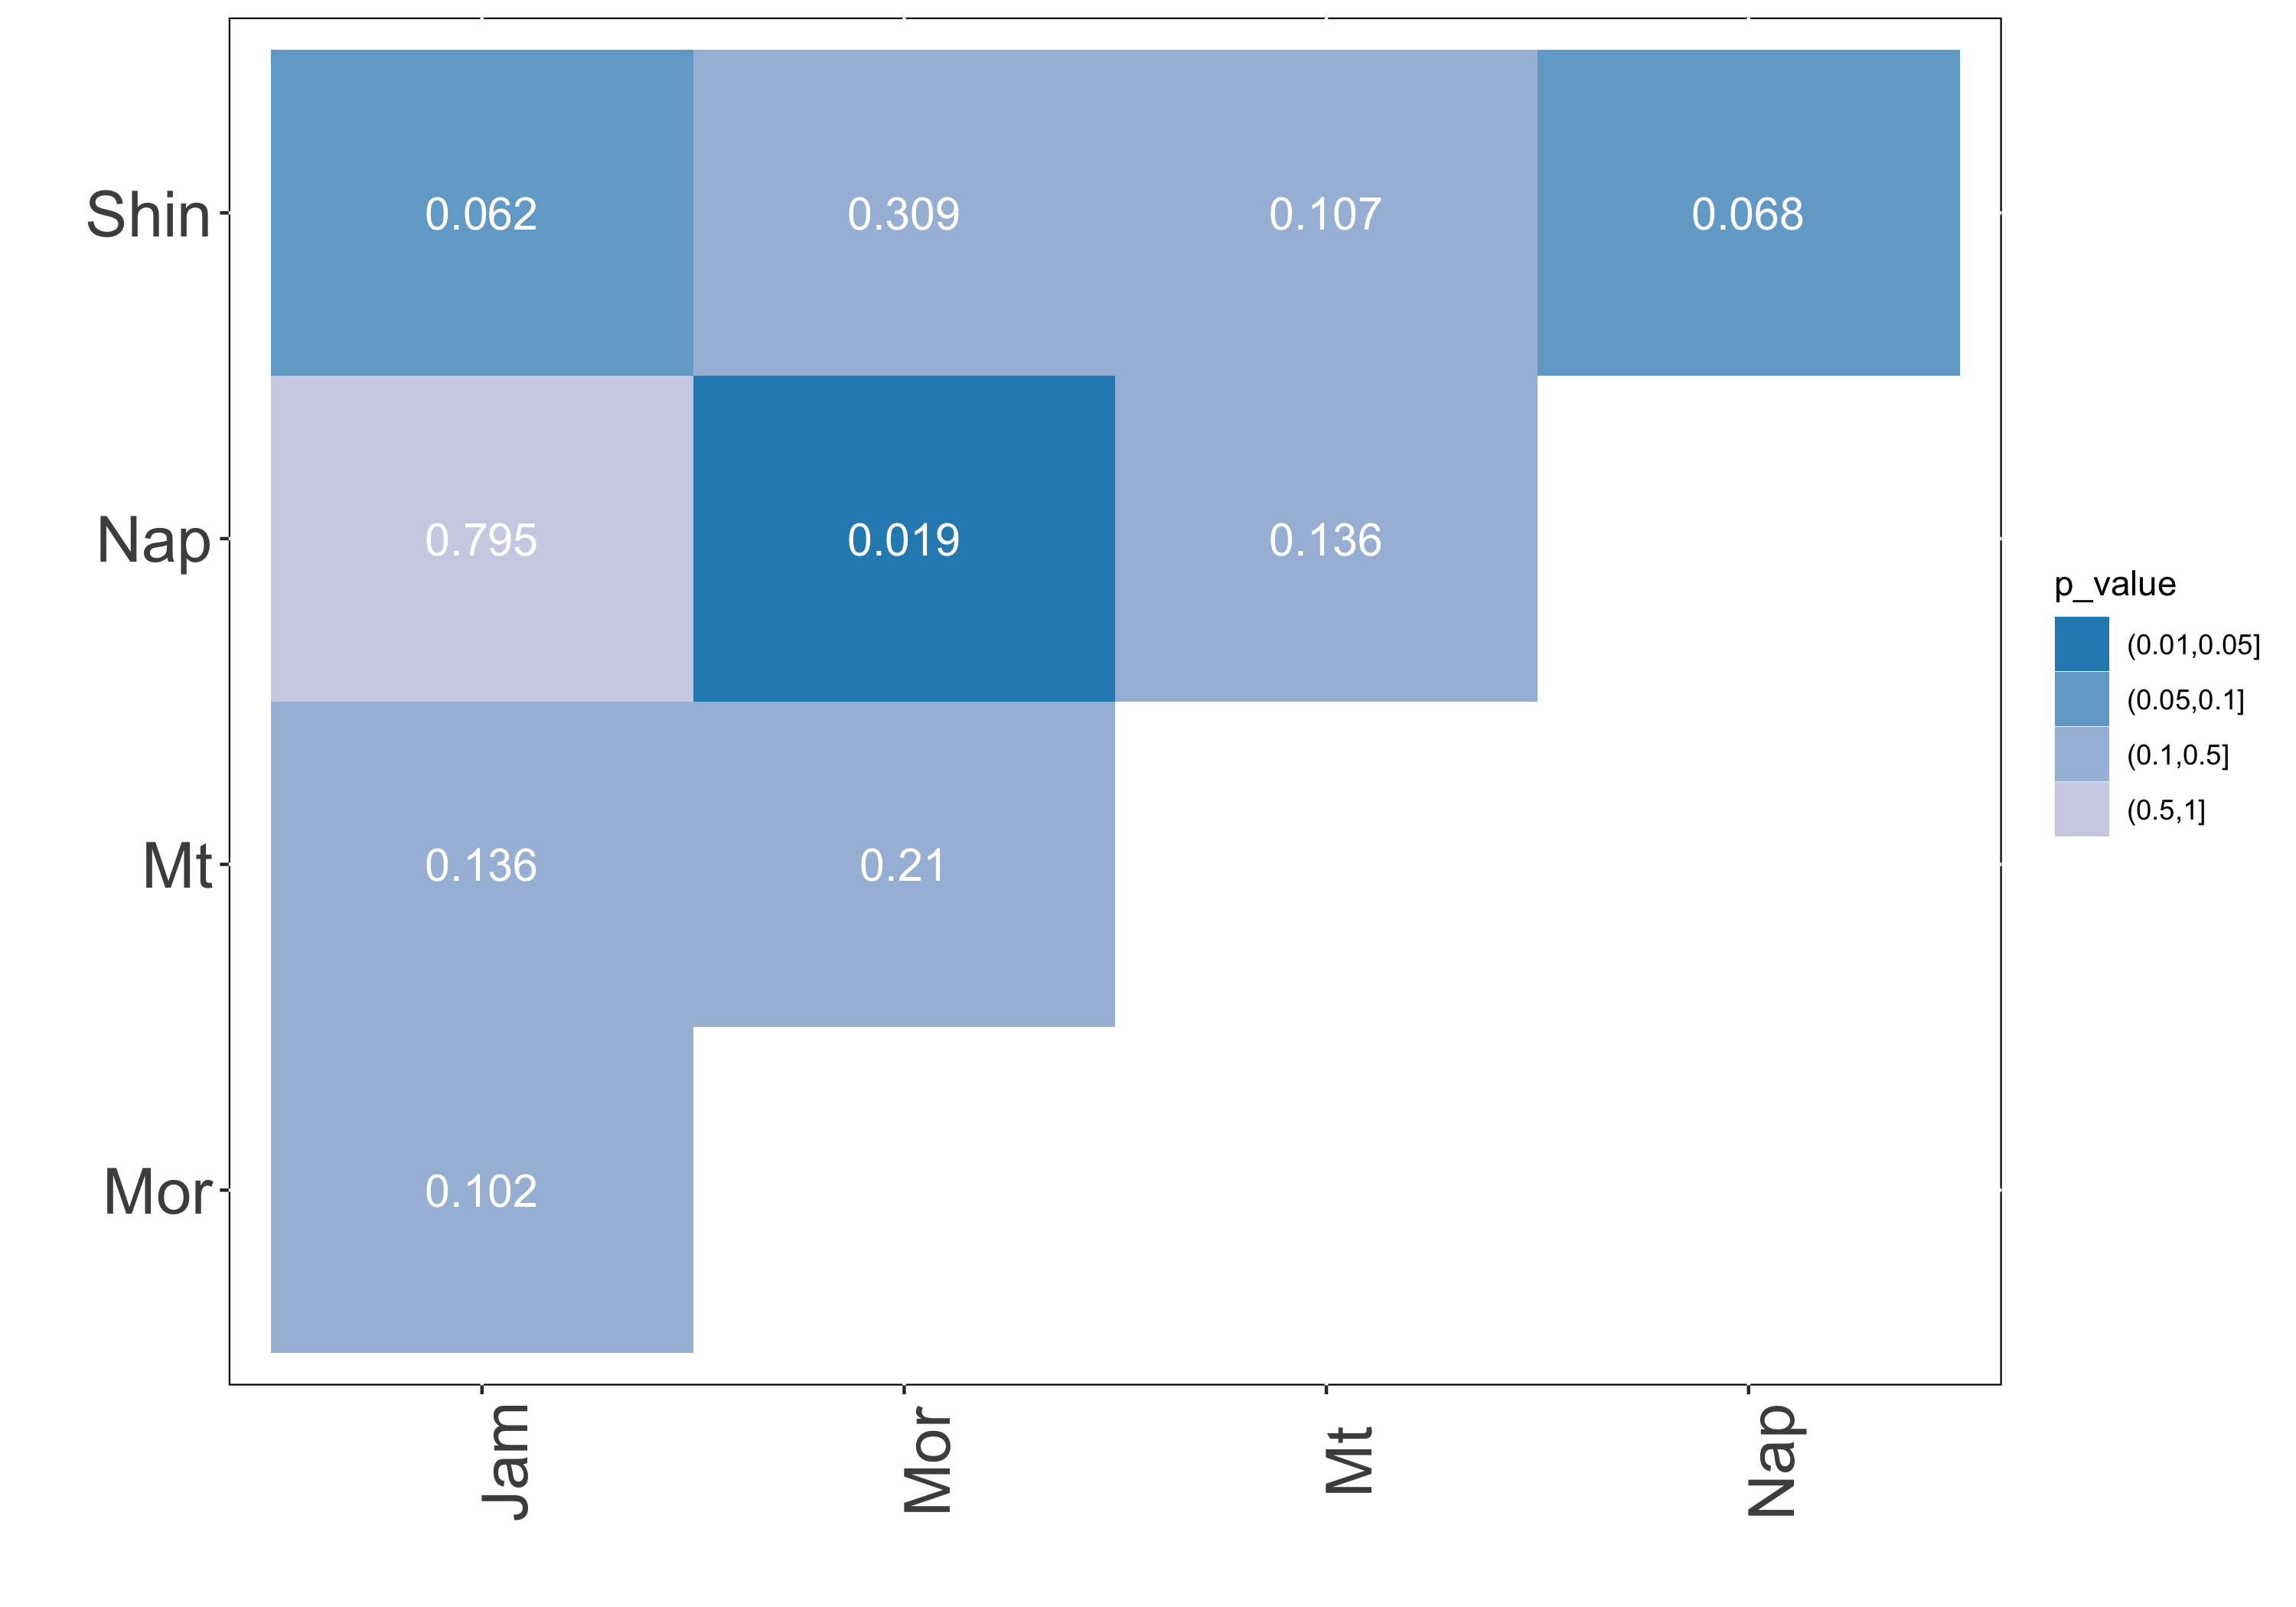 Shin 0.062 0.309 0.107 0.068
Nap 0.795 0.019 0.136
Mt 0.136 0.21
Mor 0.102
Jam Mor Mt Nap
p_value
(0.01,0.05]
(0.05,0.1]
(0.1,0.5]
(0.5,1]